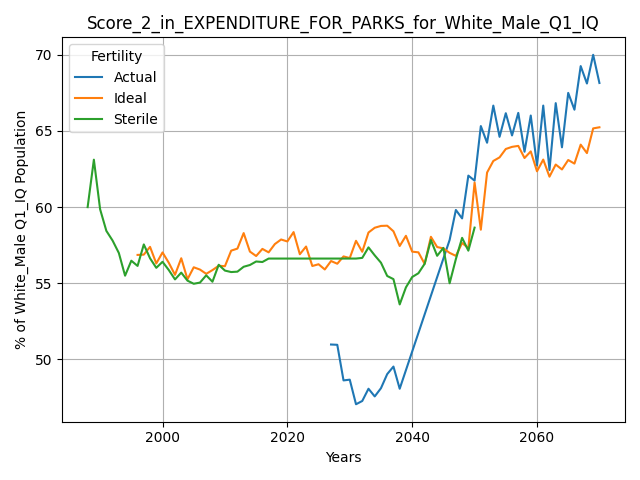 Score_2_in_EXPENDITURE_FOR_PARKS_for_White_Male_Q1_IQ
Fertility
Actual
Ideal
Sterile
% of White_Male Q1_IQ Population
70
65
60
55
50
2000
2020
2040
2060
Years